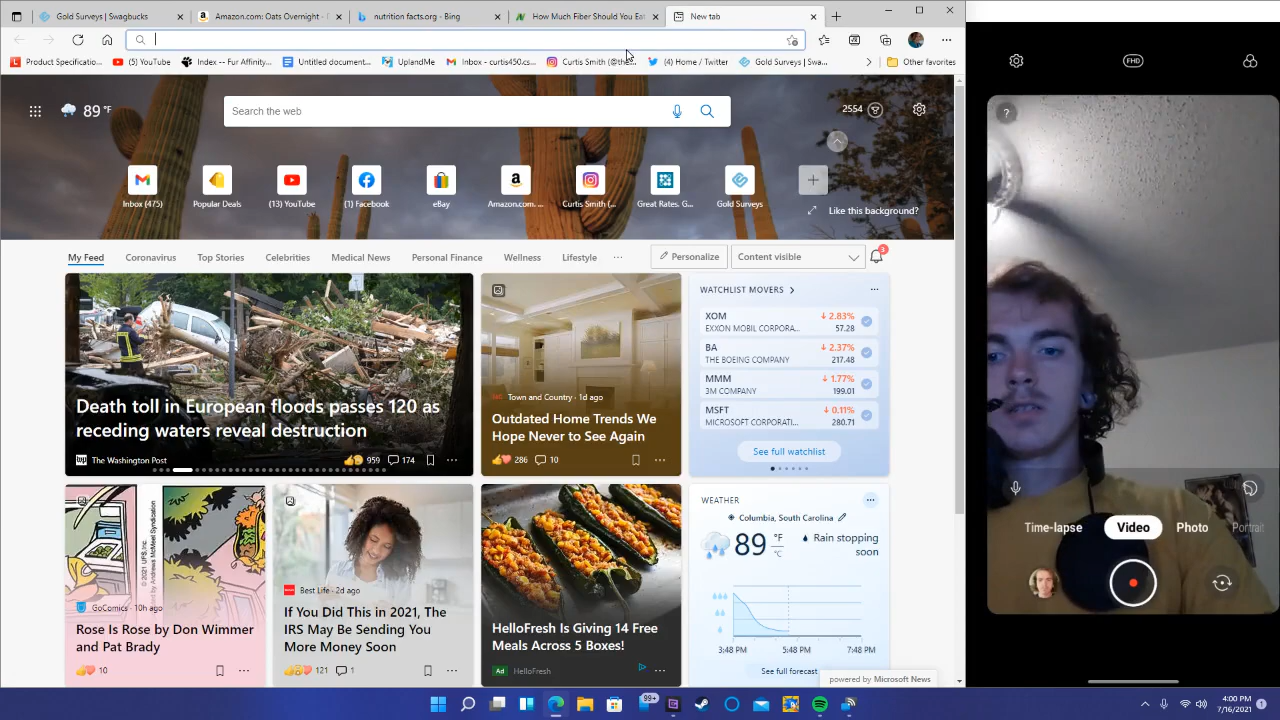 Gold Surveys | Swagbucks
Amazon.com: Oats Overnight -
nutrition facts.org - Bing
How Much Fiber Should You Eat
New tab
Product Specificatio...
(5) YouTube
Index -- Fur Affinity...
Untitled document...
UplandMe
Inbox - curtis450.cs...
Curtis Smith (@the...
(4) Home / Twitter
Gold Surveys | Swa...
Other favorites
89 °F
Search the web
2554
Inbox (475)
Popular Deals
(13) YouTube
(1) Facebook
eBay
Amazon.com. ...
Curtis Smith (...
Great Rates. G...
Gold Surveys
Like this background?
My Feed
Coronavirus
Top Stories
Celebrities
Medical News
Personal Finance
Wellness
Lifestyle
Personalize
Content visible
3
Death toll in European floods passes 120 as
receding waters reveal destruction
The Washington Post
959
174
Town and Country · 1d ago
Outdated Home Trends We
Hope Never to See Again
286
10
WATCHLIST MOVERS
XOM
2.83%
EXXON MOBIL CORPORA...
57.28
BA
2.37%
THE BOEING COMPANY
217.48
MMM
1.77%
3M COMPANY
199.01
MSFT
0.11%
MICROSOFT CORPORATI...
280.71
See full watchlist
GoComics · 10h ago
Rose Is Rose by Don Wimmer
and Pat Brady
10
Best Life · 2d ago
If You Did This in 2021, The
IRS May Be Sending You
More Money Soon
121
1
HelloFresh Is Giving 14 Free
Meals Across 5 Boxes!
Ad
HelloFresh
WEATHER
Columbia, South Carolina
89 °F
°C
Rain stopping
soon
3:48 PM
5:48 PM
7:48 PM
See full forecast
powered by Microsoft News
FHD
?
Time-lapse
Video
Photo
Portrait
99+
4:00 PM
7/16/2021
1